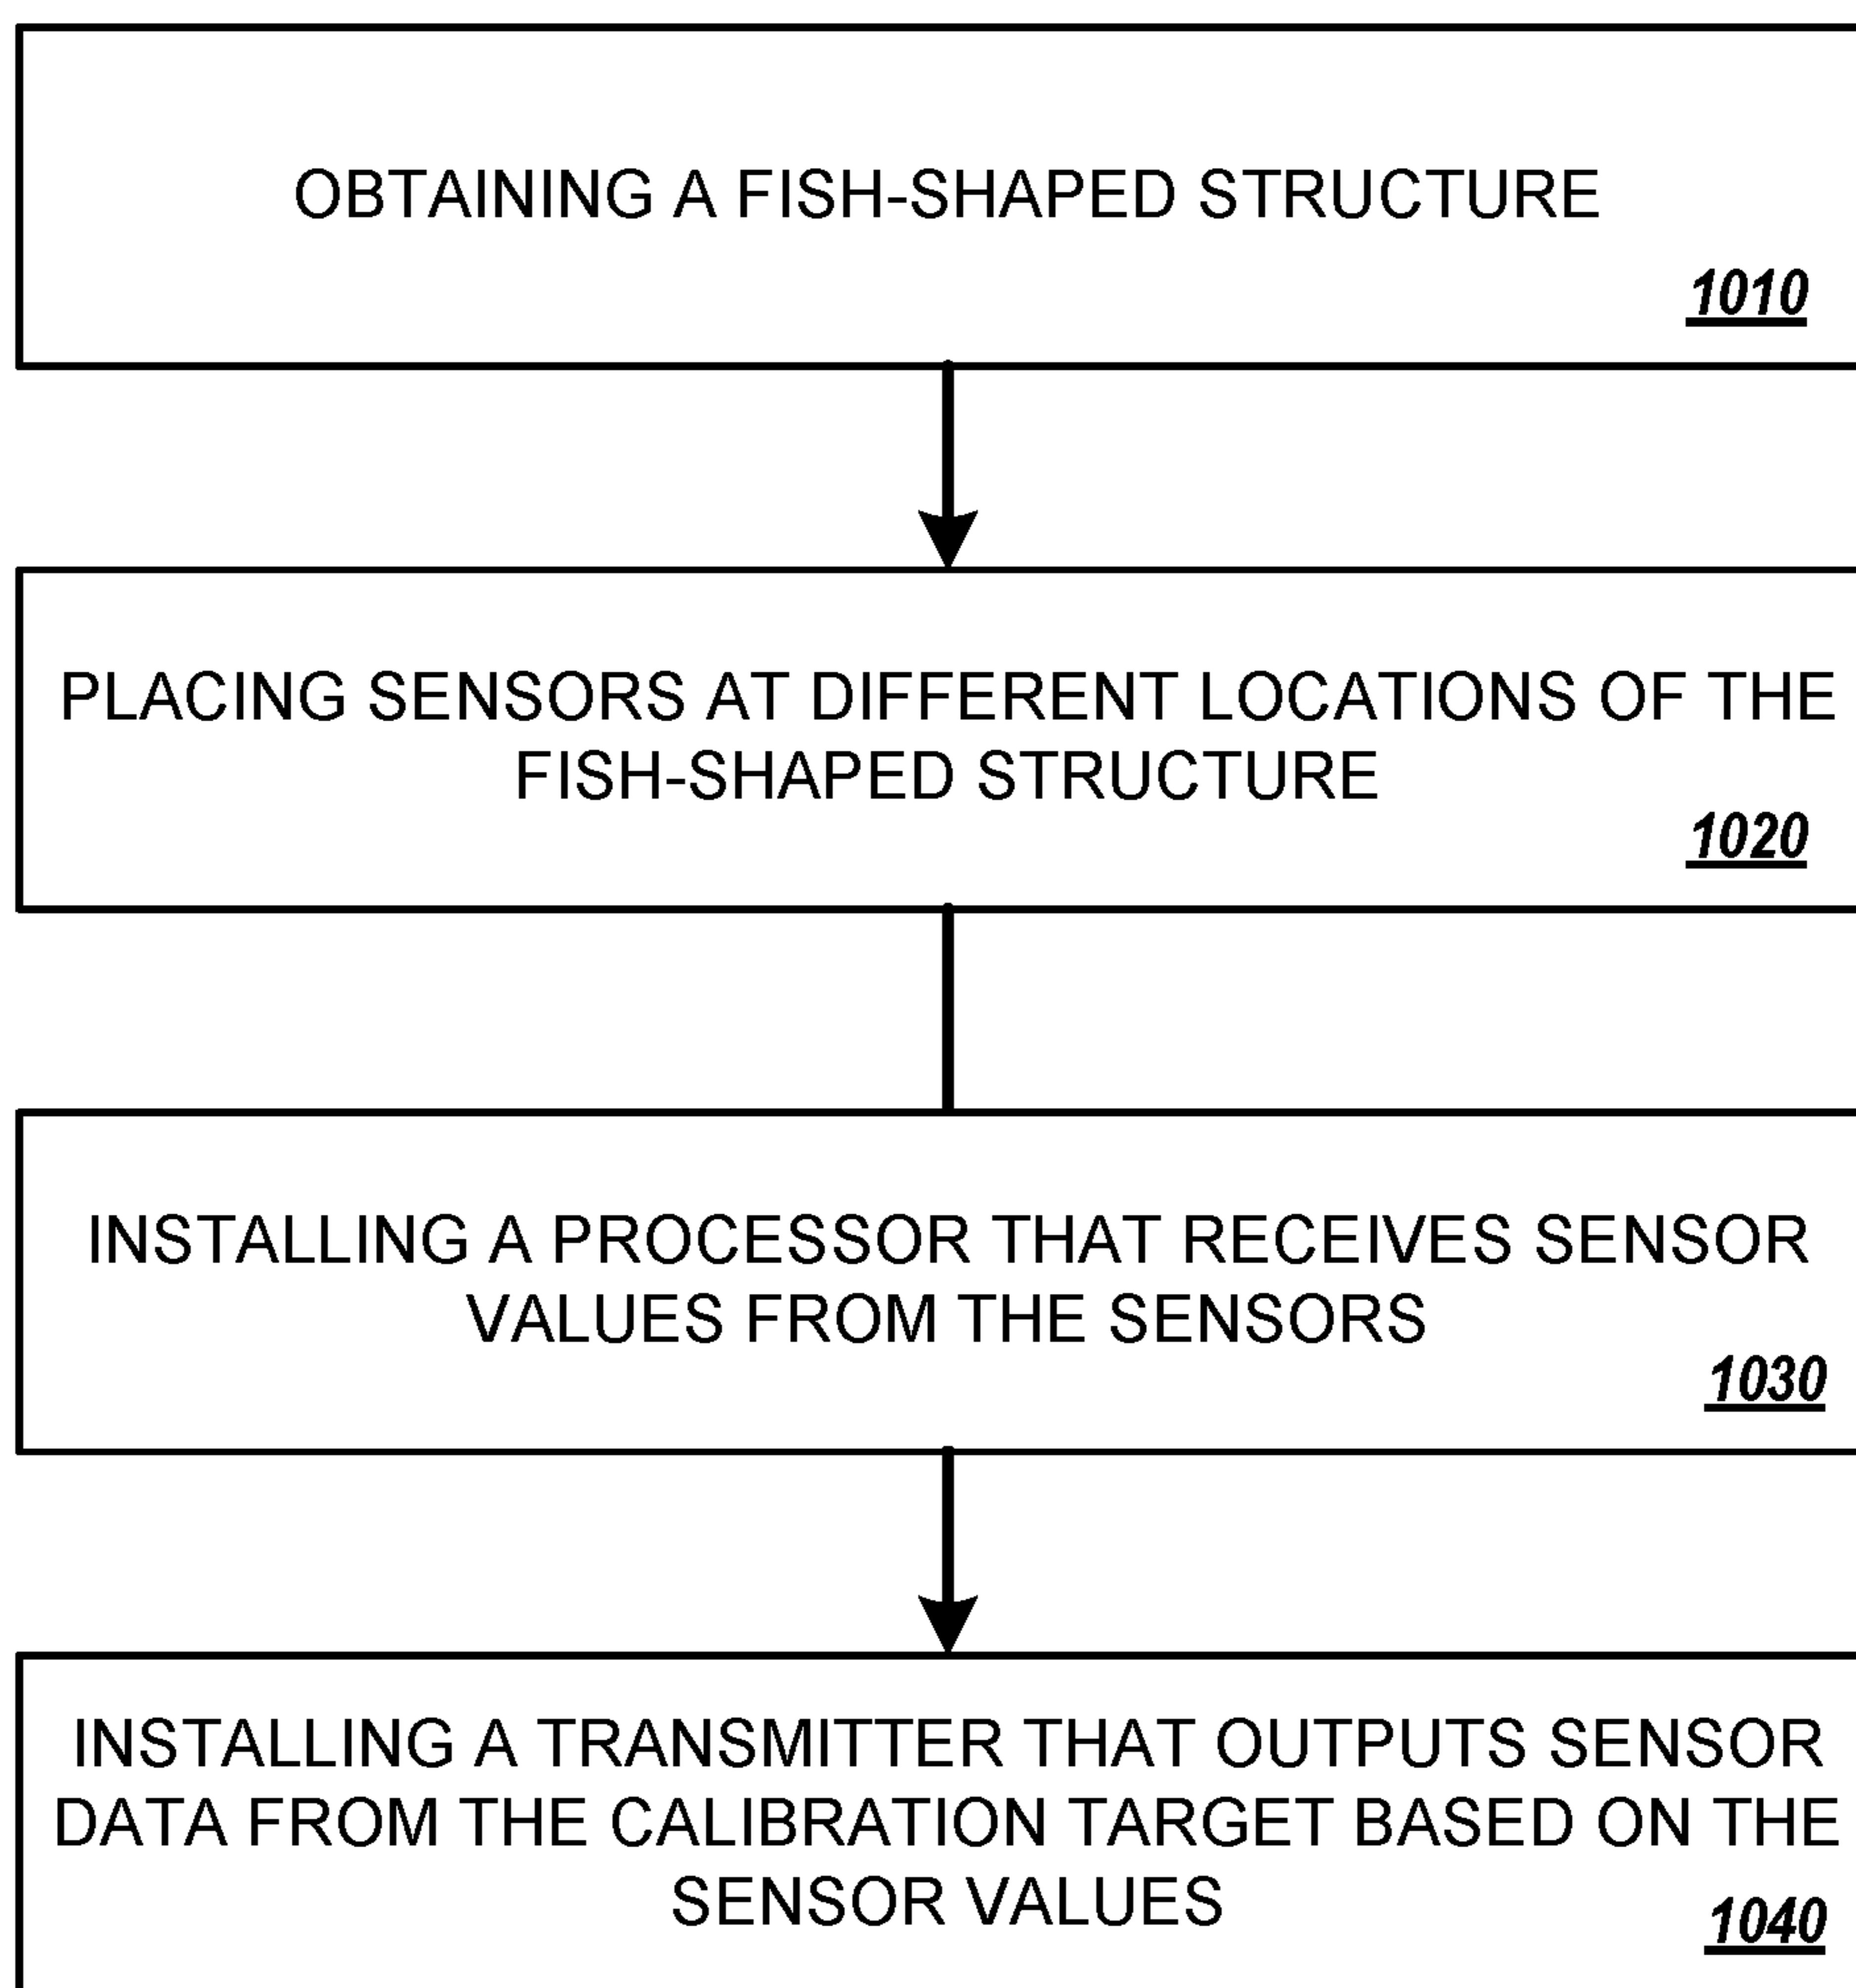 OBTAINING A FISH-SHAPED STRUCTURE
1010
PLACING SENSORS AT DIFFERENT LOCATIONS OF THE
FISH-SHAPED STRUCTURE
1020
INSTALLING A PROCESSOR THAT RECEIVES SENSOR
VALUES FROM THE SENSORS
1030
INSTALLING A TRANSMITTER THAT OUTPUTS SENSOR
DATA FROM THE CALIBRATION TARGET BASED ON THE
SENSOR VALUES
1040